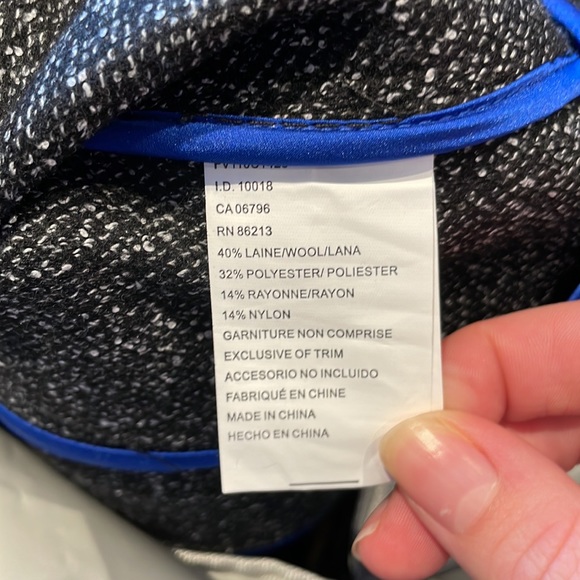 I.D. 10018
CA 06796
RN 86213
40% LAINE/WOOL/LANA
32% POLYESTER/ POLIESTER
14% RAYONNE/RAYON
14% NYLON
GARNITURE NON COMPRISE
EXCLUSIVE OF TRIM
ACCESORIO NO INCLUIDO
FABRIQUÉ EN CHINE
MADE IN CHINA
HECHO EN CHINA